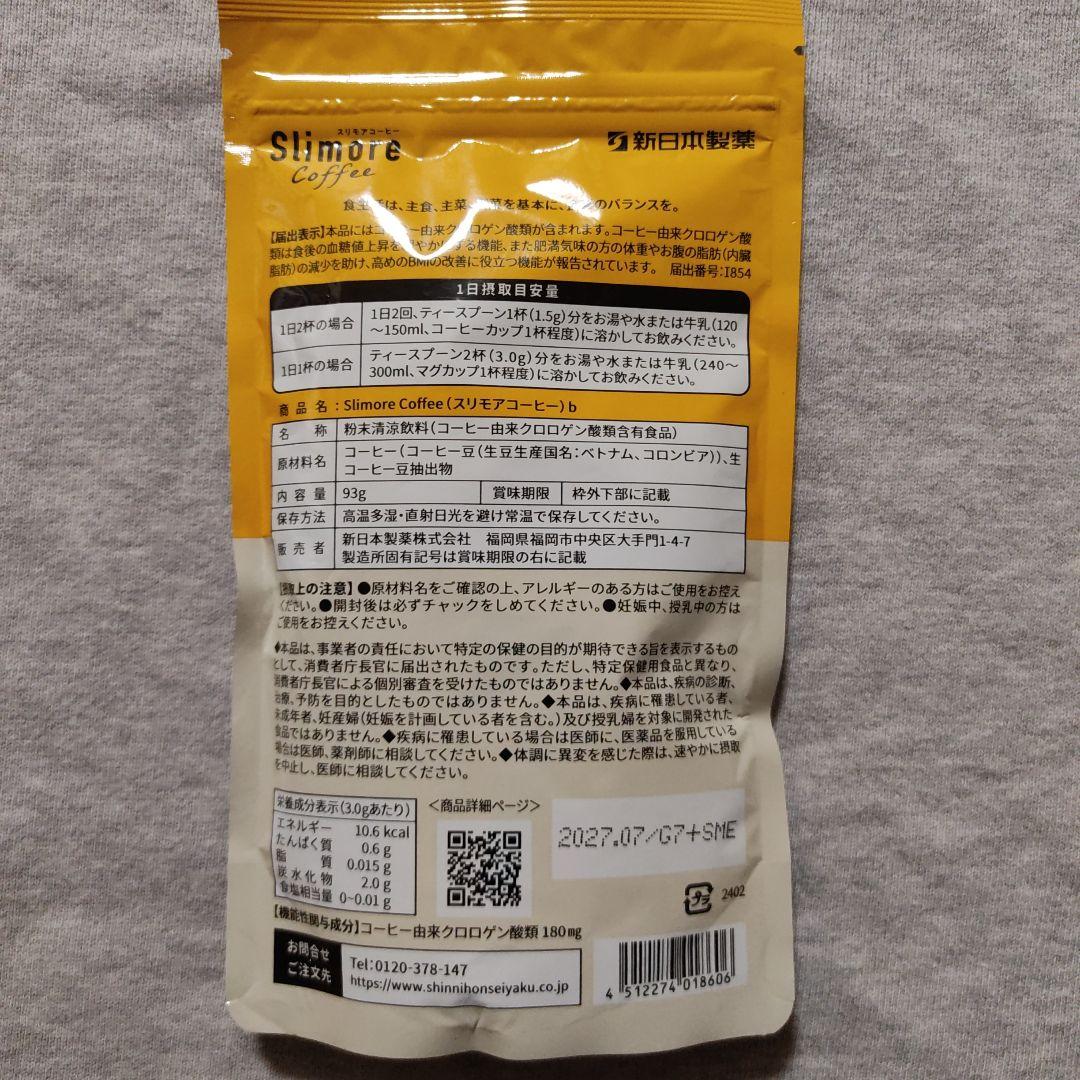 スリモアコーヒー
Slimore
Coffee
新日本製薬
食生活は、主食、主菜、副菜を基本に、食事のバランスを。
【届出表示】本品にはコーヒー由来クロロゲン酸類が含まれます。コーヒー由来クロロゲン酸
類は食後の血糖値上昇を緩やかにする機能、また肥満気味の方の体重やお腹の脂肪(内臓
脂肪)の減少を助け、高めのBMIの改善に役立つ機能が報告されています。 届出番号:I854
1日摂取目安量
1日2杯の場合
1日2回、ティースプーン1杯(1.5g)分をお湯や水または牛乳(120
〜150ml、コーヒーカップ1杯程度)に溶かしてお飲みください。
1日1杯の場合
ティースプーン2杯(3.0g)分をお湯や水または牛乳(240〜
300ml、マグカップ1杯程度)に溶かしてお飲みください。
商品名:Slimore Coffee(スリモアコーヒー)b
名称 粉末清涼飲料(コーヒー由来クロロゲン酸類含有食品)
原材料名
コーヒー(コーヒー豆(生豆生産国名:ベトナム、コロンビア))、生
コーヒー豆抽出物
内容量 93g 賞味期限 枠外下部に記載
保存方法 高温多湿・直射日光を避け常温で保存してください。
販売者
新日本製薬株式会社 福岡県福岡市中央区大手門1-4-7
製造所固有記号は賞味期限の右に記載
【摂取上の注意】●原材料名をご確認の上、アレルギーのある方はご使用をお控え
ください。●開封後は必ずチャックをしめてください。●妊娠中、授乳中の方は
ご使用をお控えください。
◆本品は、事業者の責任において特定の保健の目的が期待できる旨を表示するもの
として、消費者庁長官に届出されたものです。ただし、特定保健用食品と異なり、
消費者庁長官による個別審査を受けたものではありません。◆本品は、疾病の診断、
治療、予防を目的としたものではありません。◆本品は、疾病に罹患している者、
未成年者、妊産婦(妊娠を計画している者を含む。)及び授乳婦を対象に開発された
食品ではありません。◆疾病に罹患している場合は医師に、医薬品を服用している
場合は医師、薬剤師に相談してください。◆体調に異変を感じた際は、速やかに摂取
を中止し、医師に相談してください。
栄養成分表示(3.0gあたり)
エネルギー 10.6 kcal
たんぱく質 0.6 g
脂質 0.015 g
炭水化物 2.0 g
食塩相当量 0~0.01 g
<商品詳細ページ>
2027.07/G7+SME
プラ
2402
【機能性関与成分】コーヒー由来クロロゲン酸類 180mg
お問合せ
ご注文先
Tel:0120-378-147
https://www.shinnihonseiyaku.co.jp
4 512274 018606